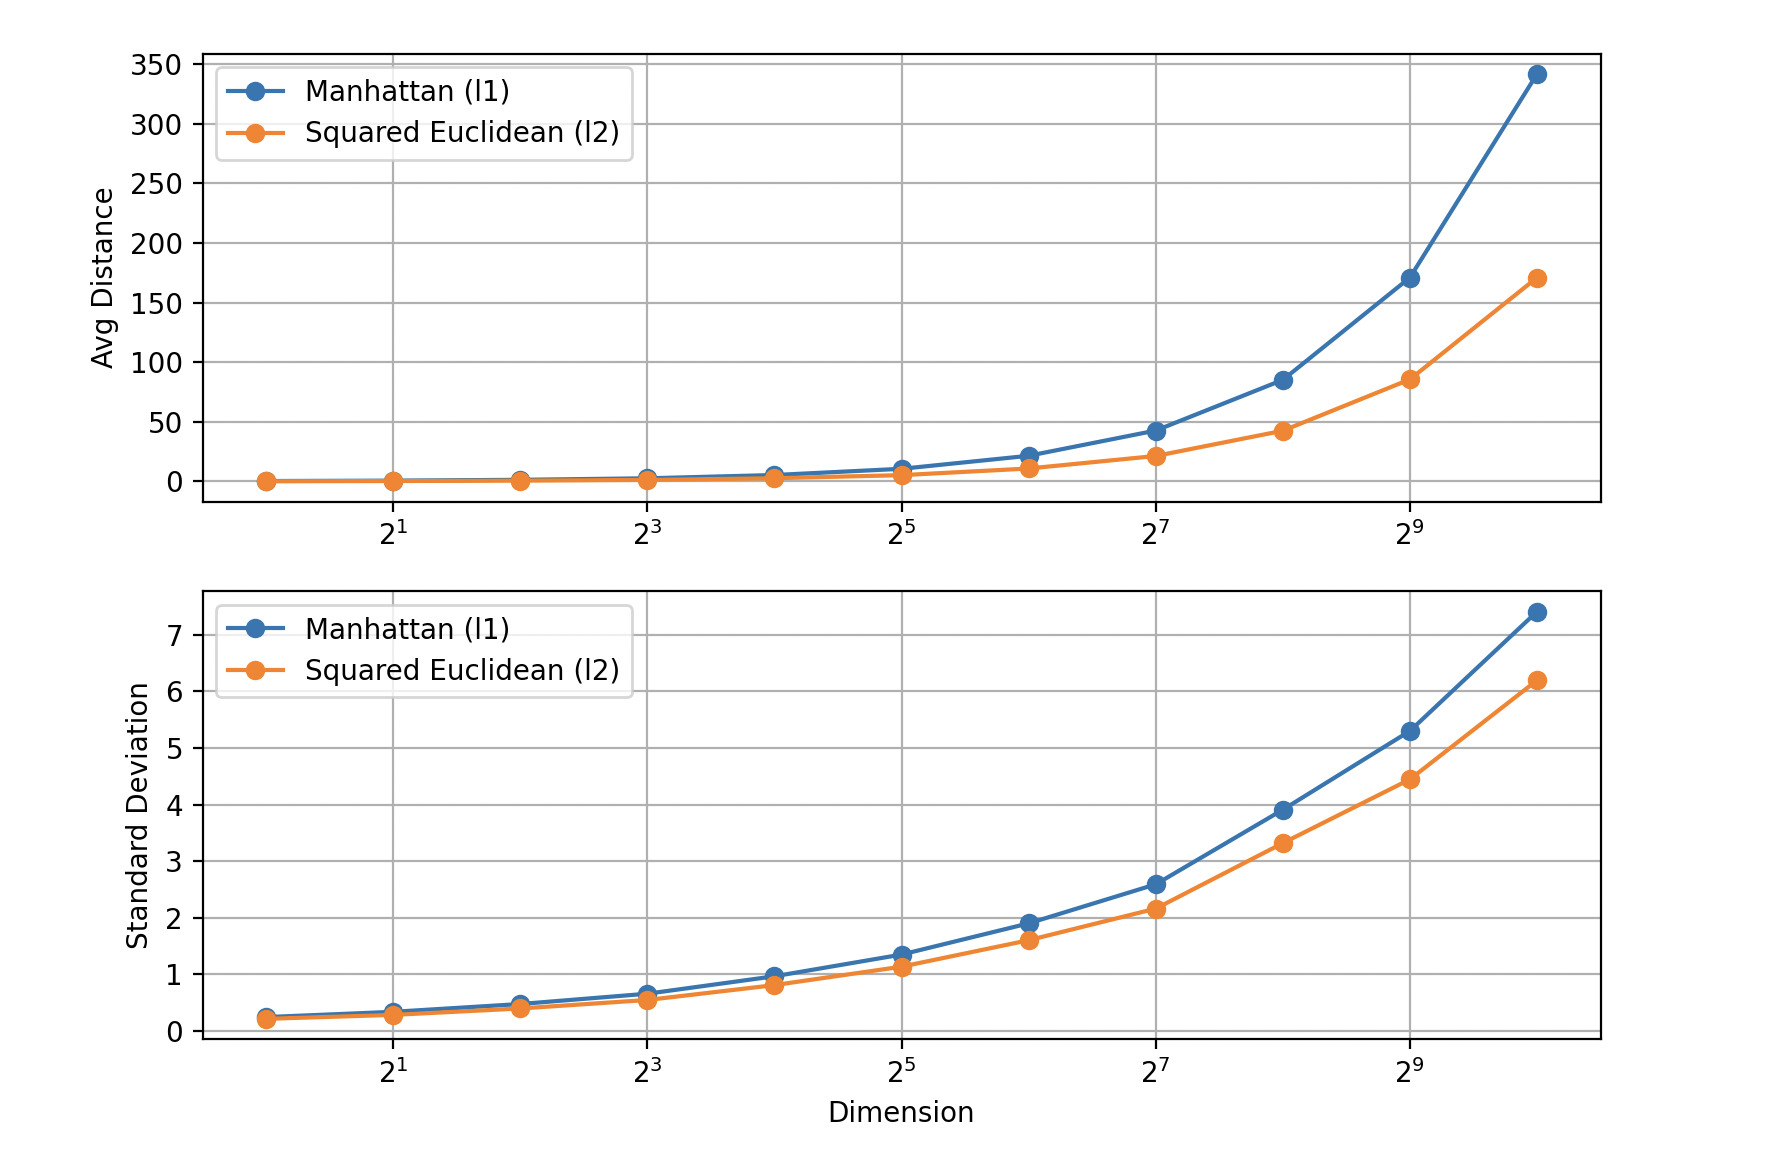 Avg Distance
350
300
250
200
150
100
50
0
Manhattan (l1)
Squared Euclidean (l2)
2¹ 2³ 2⁵ 2⁷ 2⁹
Standard Deviation
7
6
5
4
3
2
1
0
Manhattan (l1)
Squared Euclidean (l2)
2¹ 2³ 2⁵ 2⁷ 2⁹
Dimension